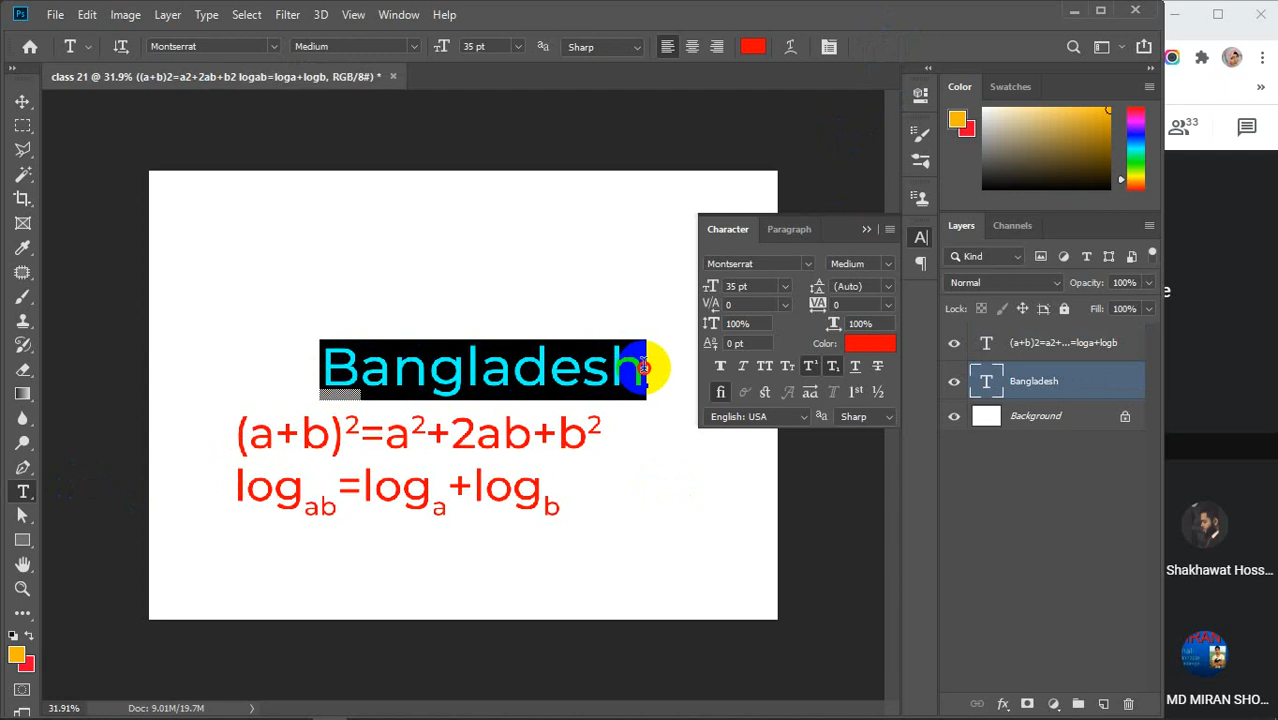 File Edit Image Layer Type Select Filter 3D View Window Help
Montserrat Medium 35 pt Sharp
class 21 @ 31.9% ((a+b)2=a2+2ab+b2 logab=loga+logb, RGB/8#) * ×
33
Color Swatches
Bangladesh
(a+b)²=a²+2ab+b²
log_ab=log_a+log_b
Character Paragraph
Montserrat Medium
35 pt (Auto)
0 0
100% 100%
0 pt Color:
English: USA Sharp
Layers Channels
Kind
Normal Opacity: 100%
Lock: Fill: 100%
(a+b)2=a2+...=loga+logb
Bangladesh
Background
Shakhawat Hoss...
MD MIRAN SHO...
31.91% Doc: 9.01M/19.7M